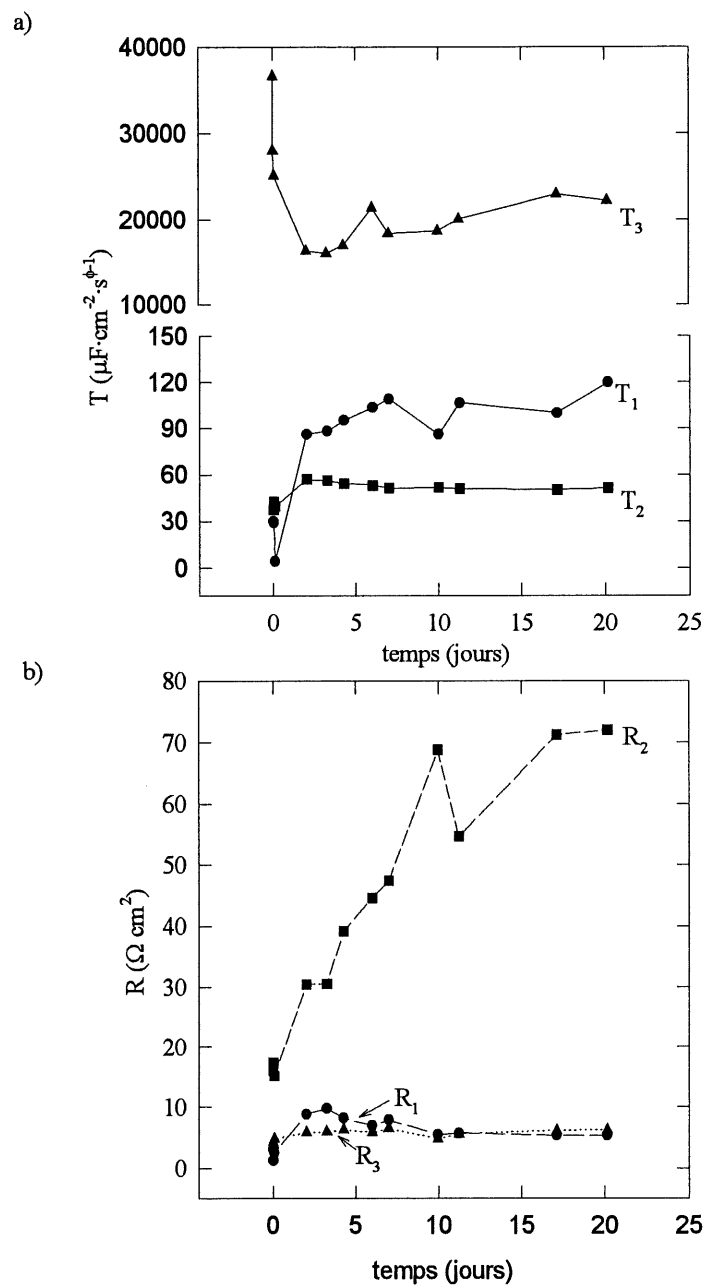 a)
40000
30000
20000
10000
T₃
T (µF·cm⁻²·s^ϕ⁻¹)
150
120
90
60
30
0
T₁
T₂
0 5 10 15 20 25
temps (jours)
b)
80
70
60
50
40
30
20
10
0
R (Ω cm²)
R₂
R₁
R₃
0 5 10 15 20 25
temps (jours)